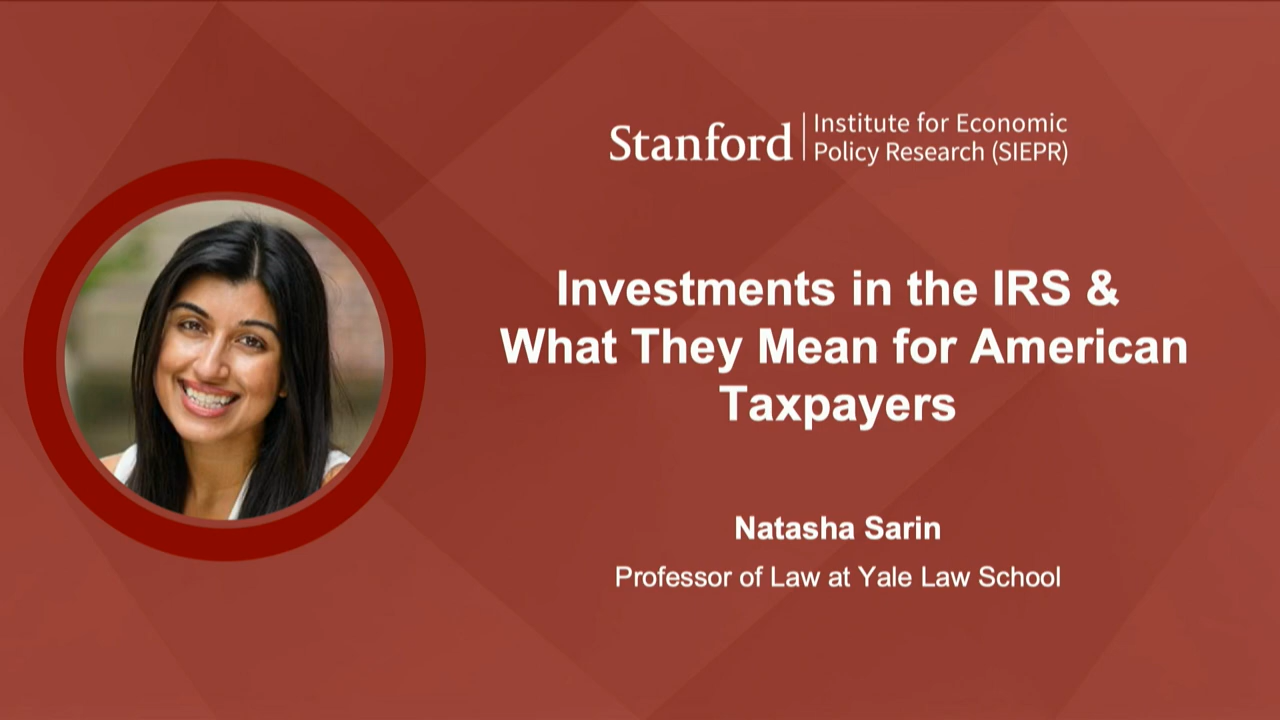 Stanford
Institute for Economic
Policy Research (SIEPR)
Investments in the IRS &
What They Mean for American
Taxpayers
Natasha Sarin
Professor of Law at Yale Law School